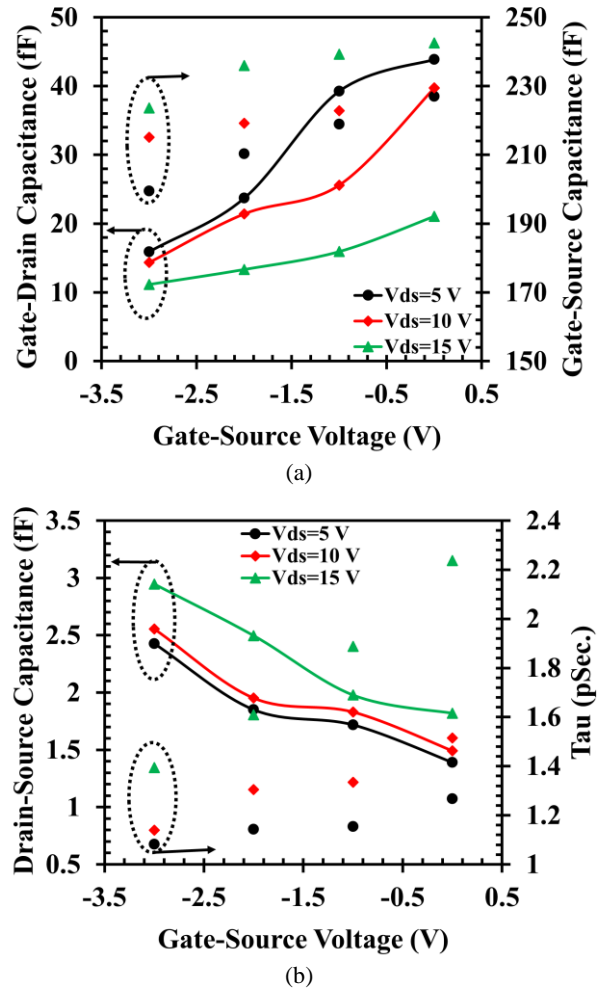 50
40
30
20
10
0
Gate-Drain Capacitance (fF)
250
230
210
190
170
150
Gate-Source Capacitance (fF)
Vds=5 V
Vds=10 V
Vds=15 V
-3.5 -2.5 -1.5 -0.5 0.5
Gate-Source Voltage (V)
(a)
3.5
3
2.5
2
1.5
1
0.5
Drain-Source Capacitance (fF)
Vds=5 V
Vds=10 V
Vds=15 V
2.4
2.2
2
1.8
1.6
1.4
1.2
1
Tau (pSec.)
-3.5 -2.5 -1.5 -0.5 0.5
Gate-Source Voltage (V)
(b)